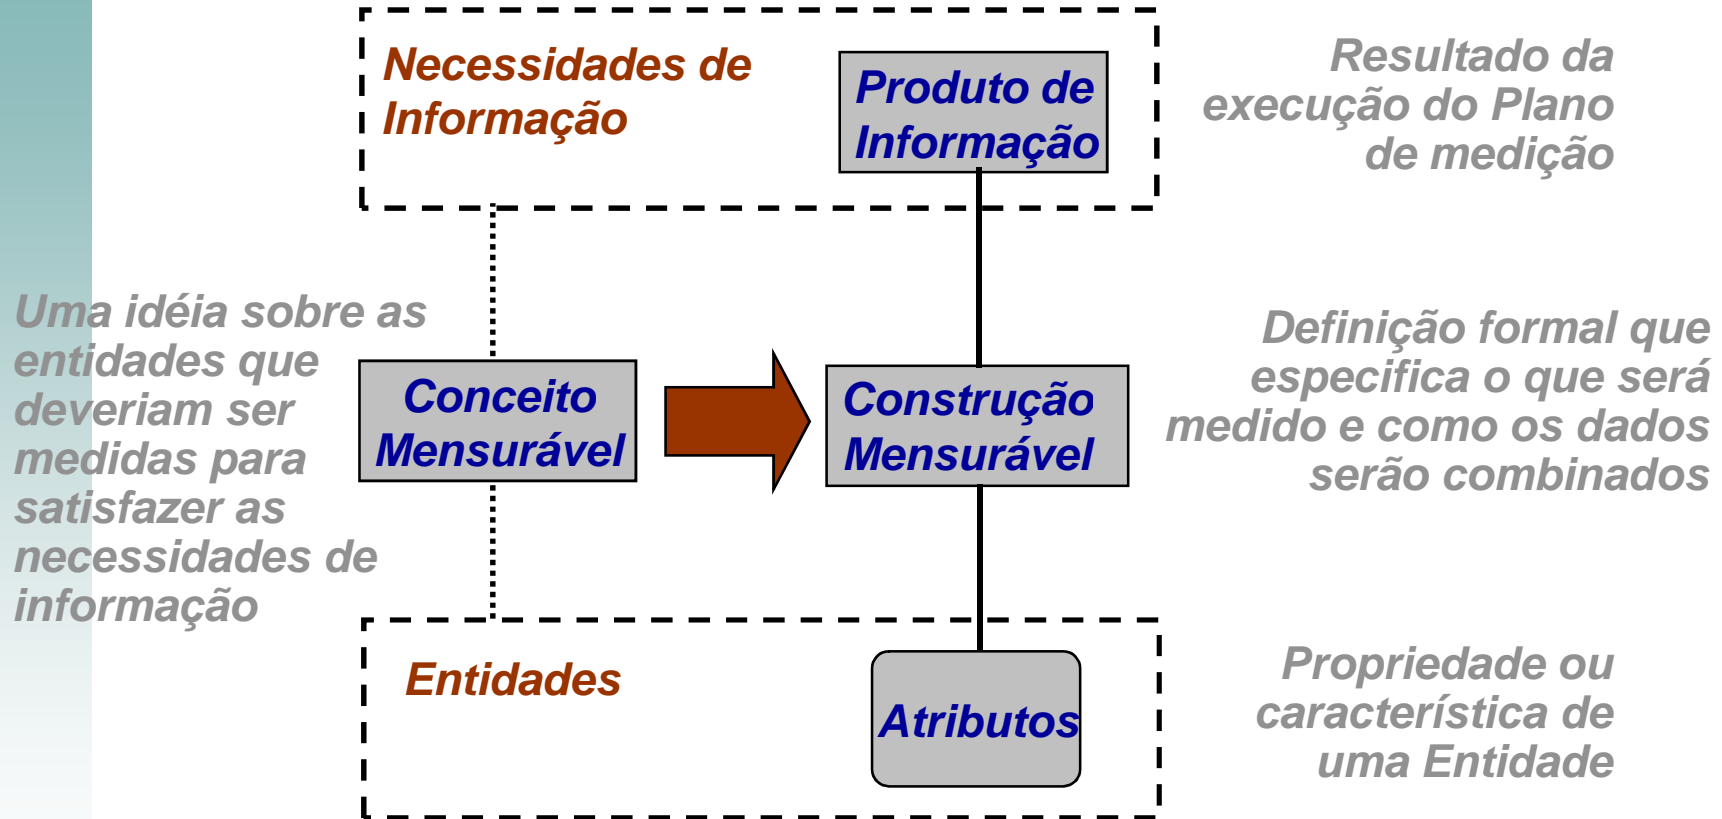 Necessidades de
Informação
Produto de
Informação
Resultado da
execução do Plano
de medição
Uma idéia sobre as
entidades que
deveriam ser
medidas para
satisfazer as
necessidades de
informação
Conceito
Mensurável
Construção
Mensurável
Definição formal que
especifica o que será
medido e como os dados
serão combinados
Entidades
Atributos
Propriedade ou
característica de
uma Entidade